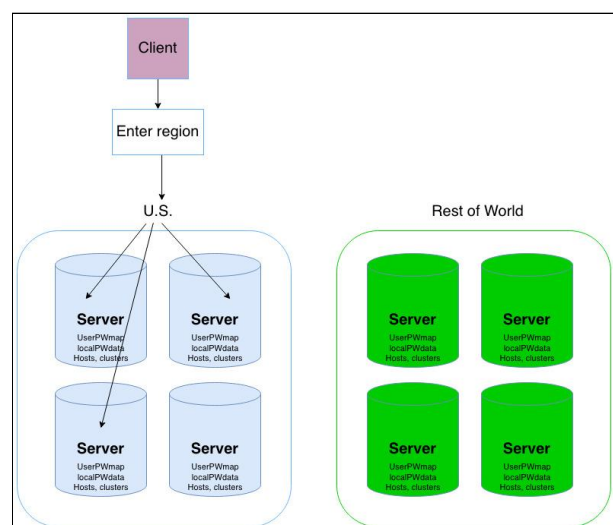 Client
Enter region
U.S.
Rest of World
Server
UserPWmap
localPWdata
Hosts, clusters
Server
UserPWmap
localPWdata
Hosts, clusters
Server
UserPWmap
localPWdata
Hosts, clusters
Server
UserPWmap
localPWdata
Hosts, clusters
Server
UserPWmap
localPWdata
Hosts, clusters
Server
UserPWmap
localPWdata
Hosts, clusters
Server
UserPWmap
localPWdata
Hosts, clusters
Server
UserPWmap
localPWdata
Hosts, clusters